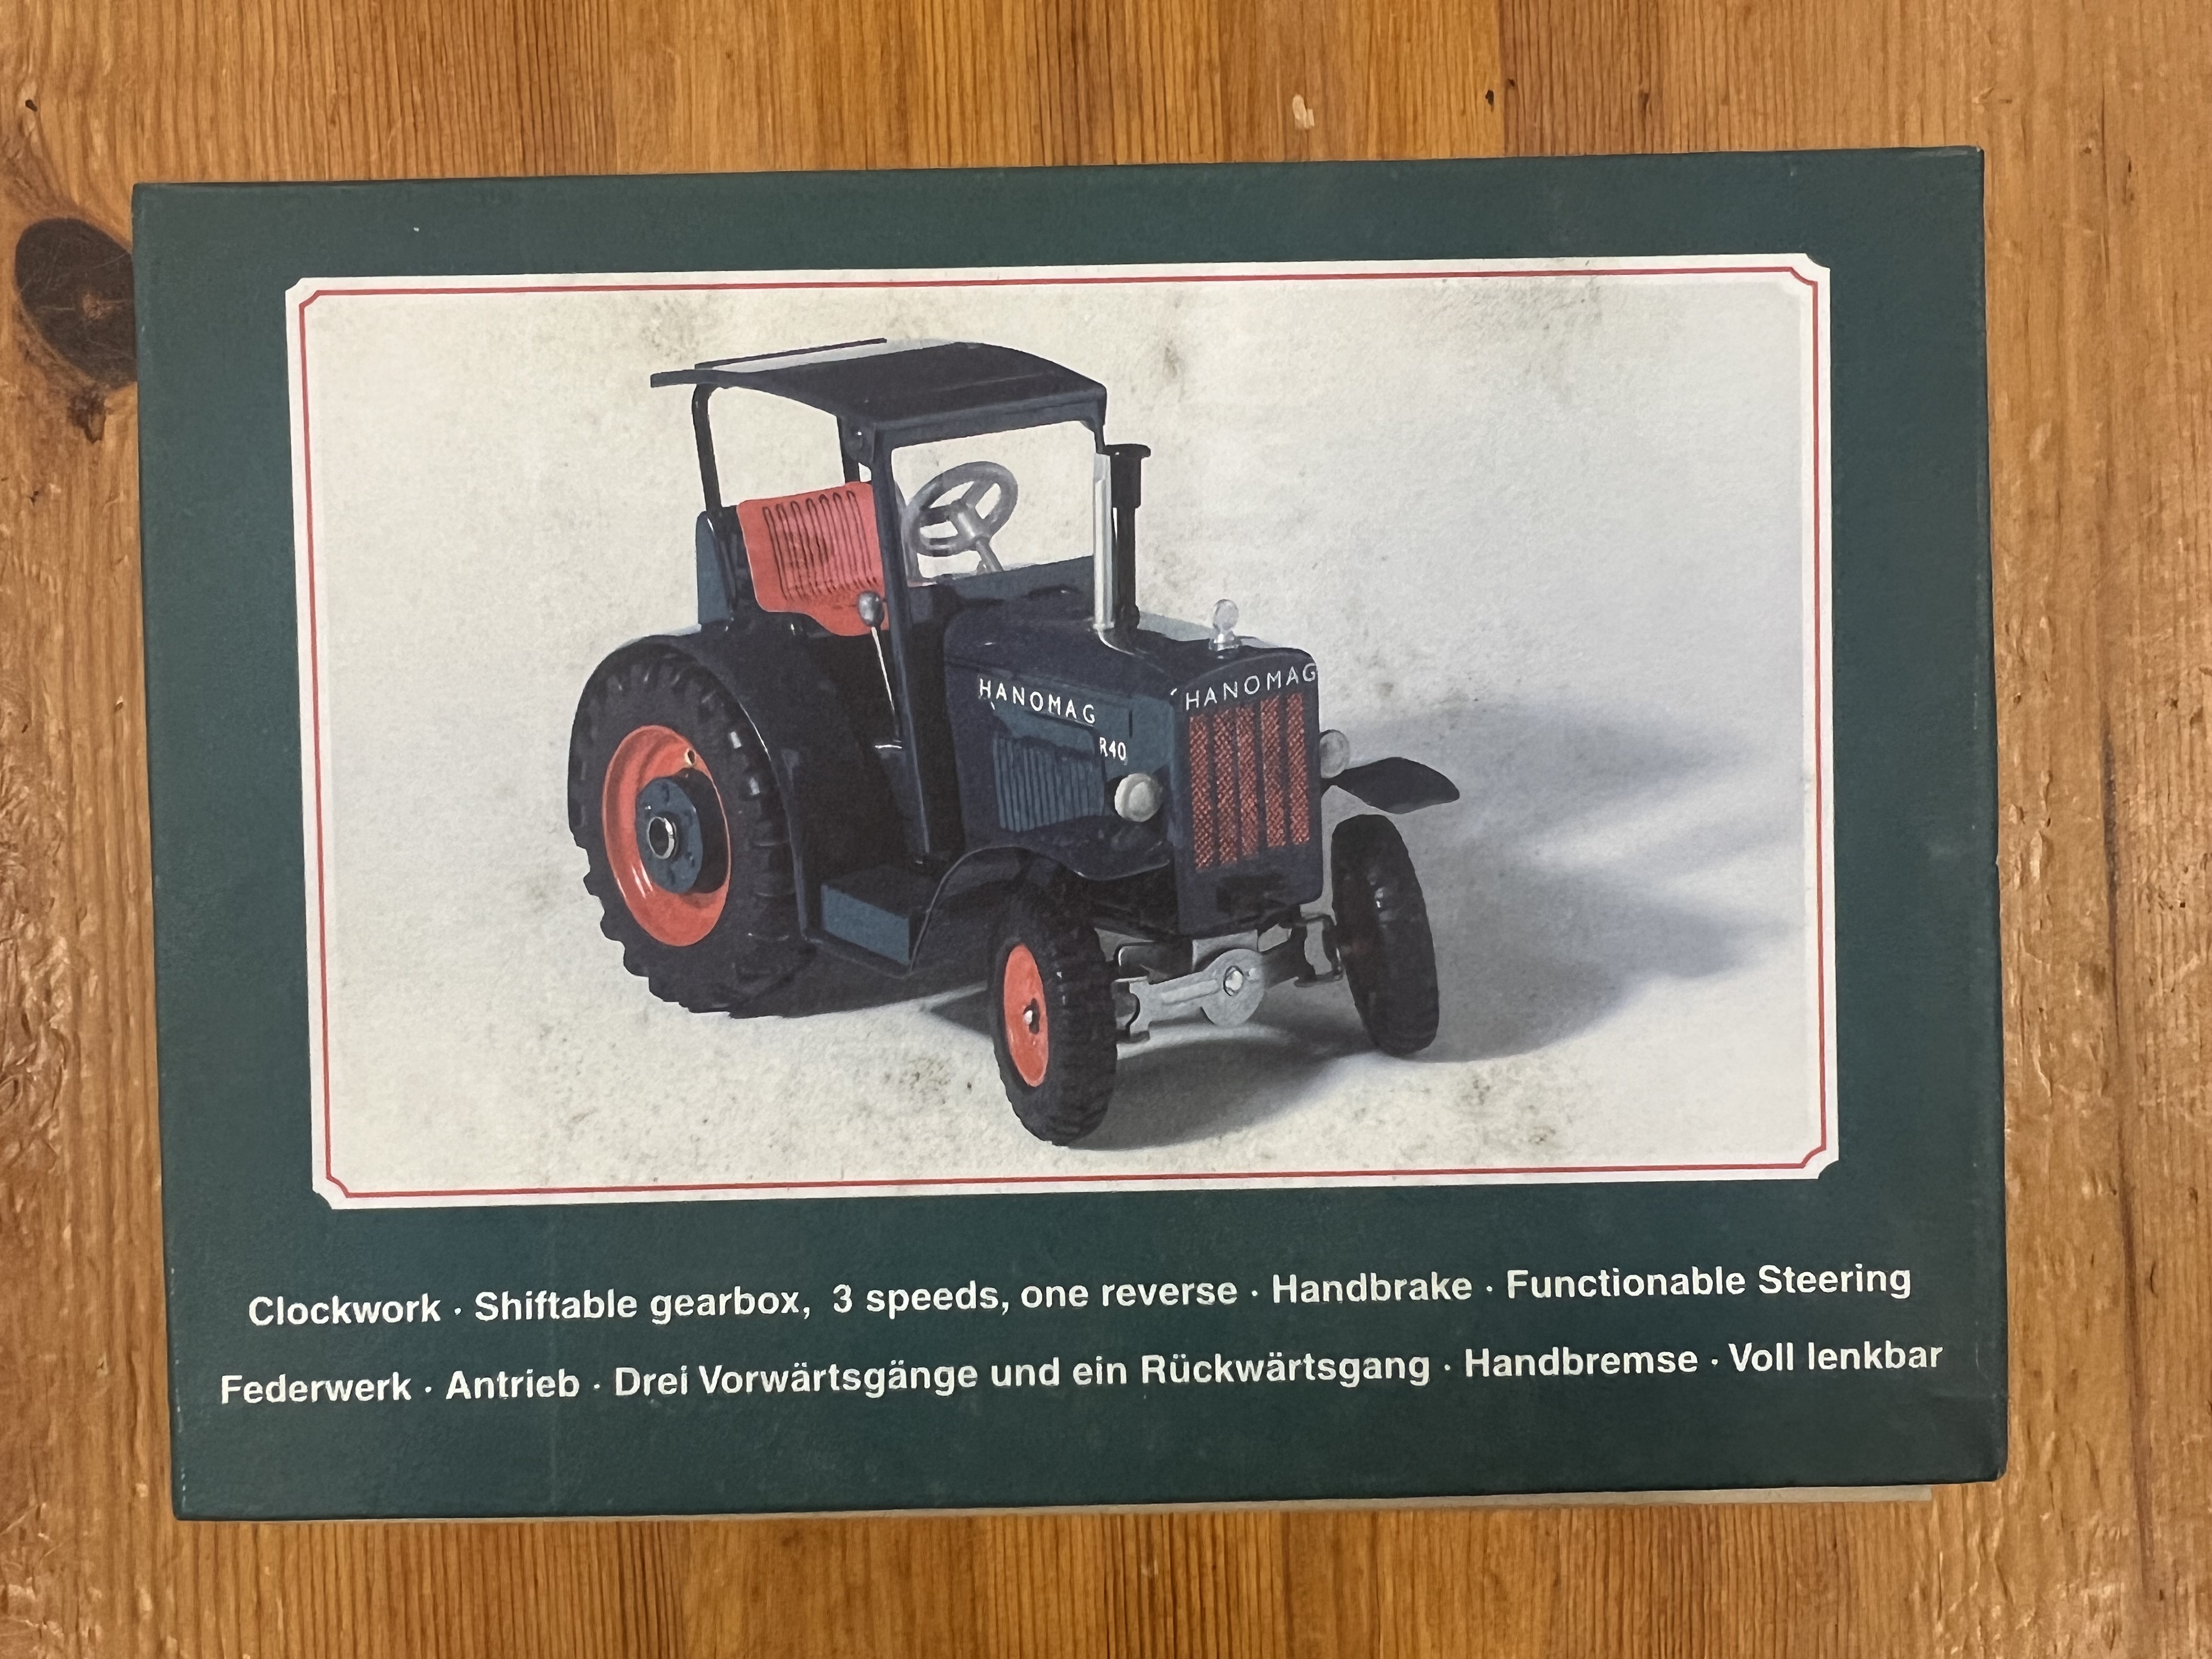 HANOMAG
HANOMAG
R40
Clockwork · Shiftable gearbox, 3 speeds, one reverse · Handbrake · Functionable Steering
Federwerk · Antrieb · Drei Vorwärtsgänge und ein Rückwärtsgang · Handbremse · Voll lenkbar